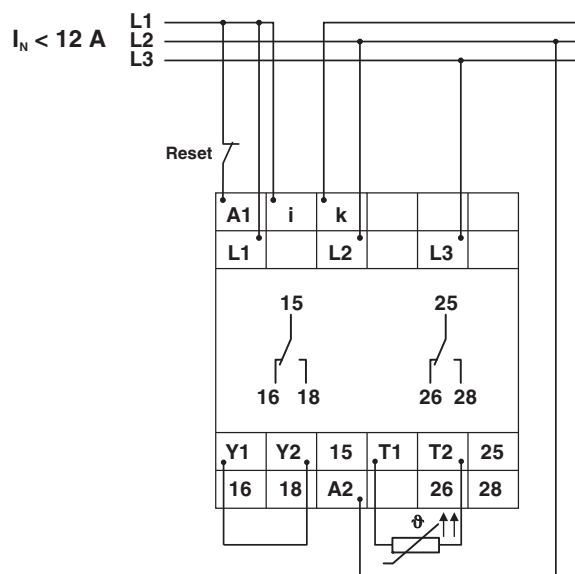 L1
I_N < 12 A L2
L3
Reset
A1 i k
L1 L2 L3
15 25
16 18 26 28
Y1 Y2 15 T1 T2 25
16 18 A2 26 28
ϑ